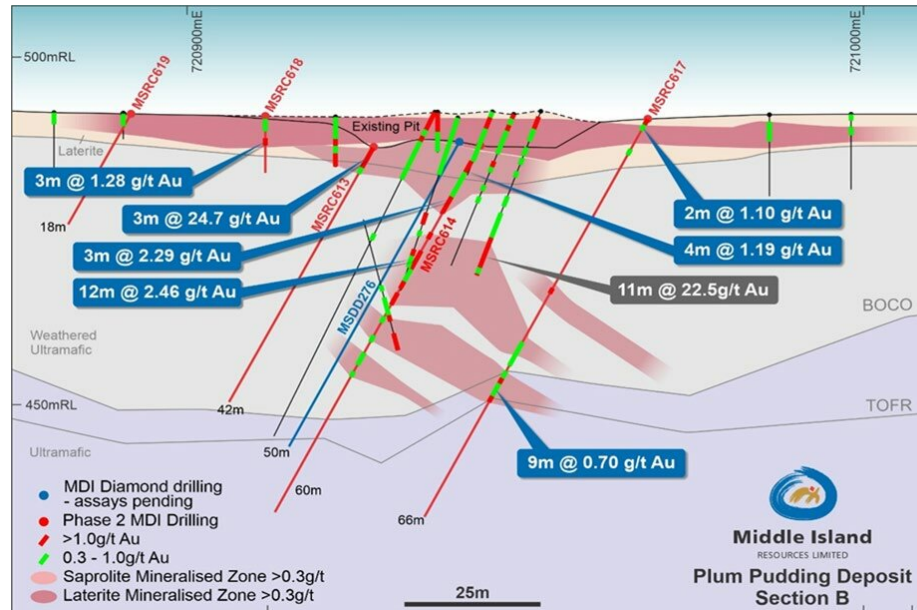 500mRL
720900mE
721000mE
MSRC619
MSRC618
MSRC617
Existing Pit
Laterite
3m @ 1.28 g/t Au
3m @ 24.7 g/t Au
MSRC613
MSRC614
2m @ 1.10 g/t Au
18m
3m @ 2.29 g/t Au
4m @ 1.19 g/t Au
12m @ 2.46 g/t Au
11m @ 22.5g/t Au
MSDD276
BOCO
Weathered
Ultramafic
450mRL
42m
TOFR
Ultramafic
50m
9m @ 0.70 g/t Au
60m
66m
MDI Diamond drilling
- assays pending
Phase 2 MDI Drilling
>1.0g/t Au
0.3 - 1.0g/t Au
Saprolite Mineralised Zone >0.3g/t
Laterite Mineralised Zone >0.3g/t
25m
Middle Island
RESOURCES LIMITED
Plum Pudding Deposit
Section B